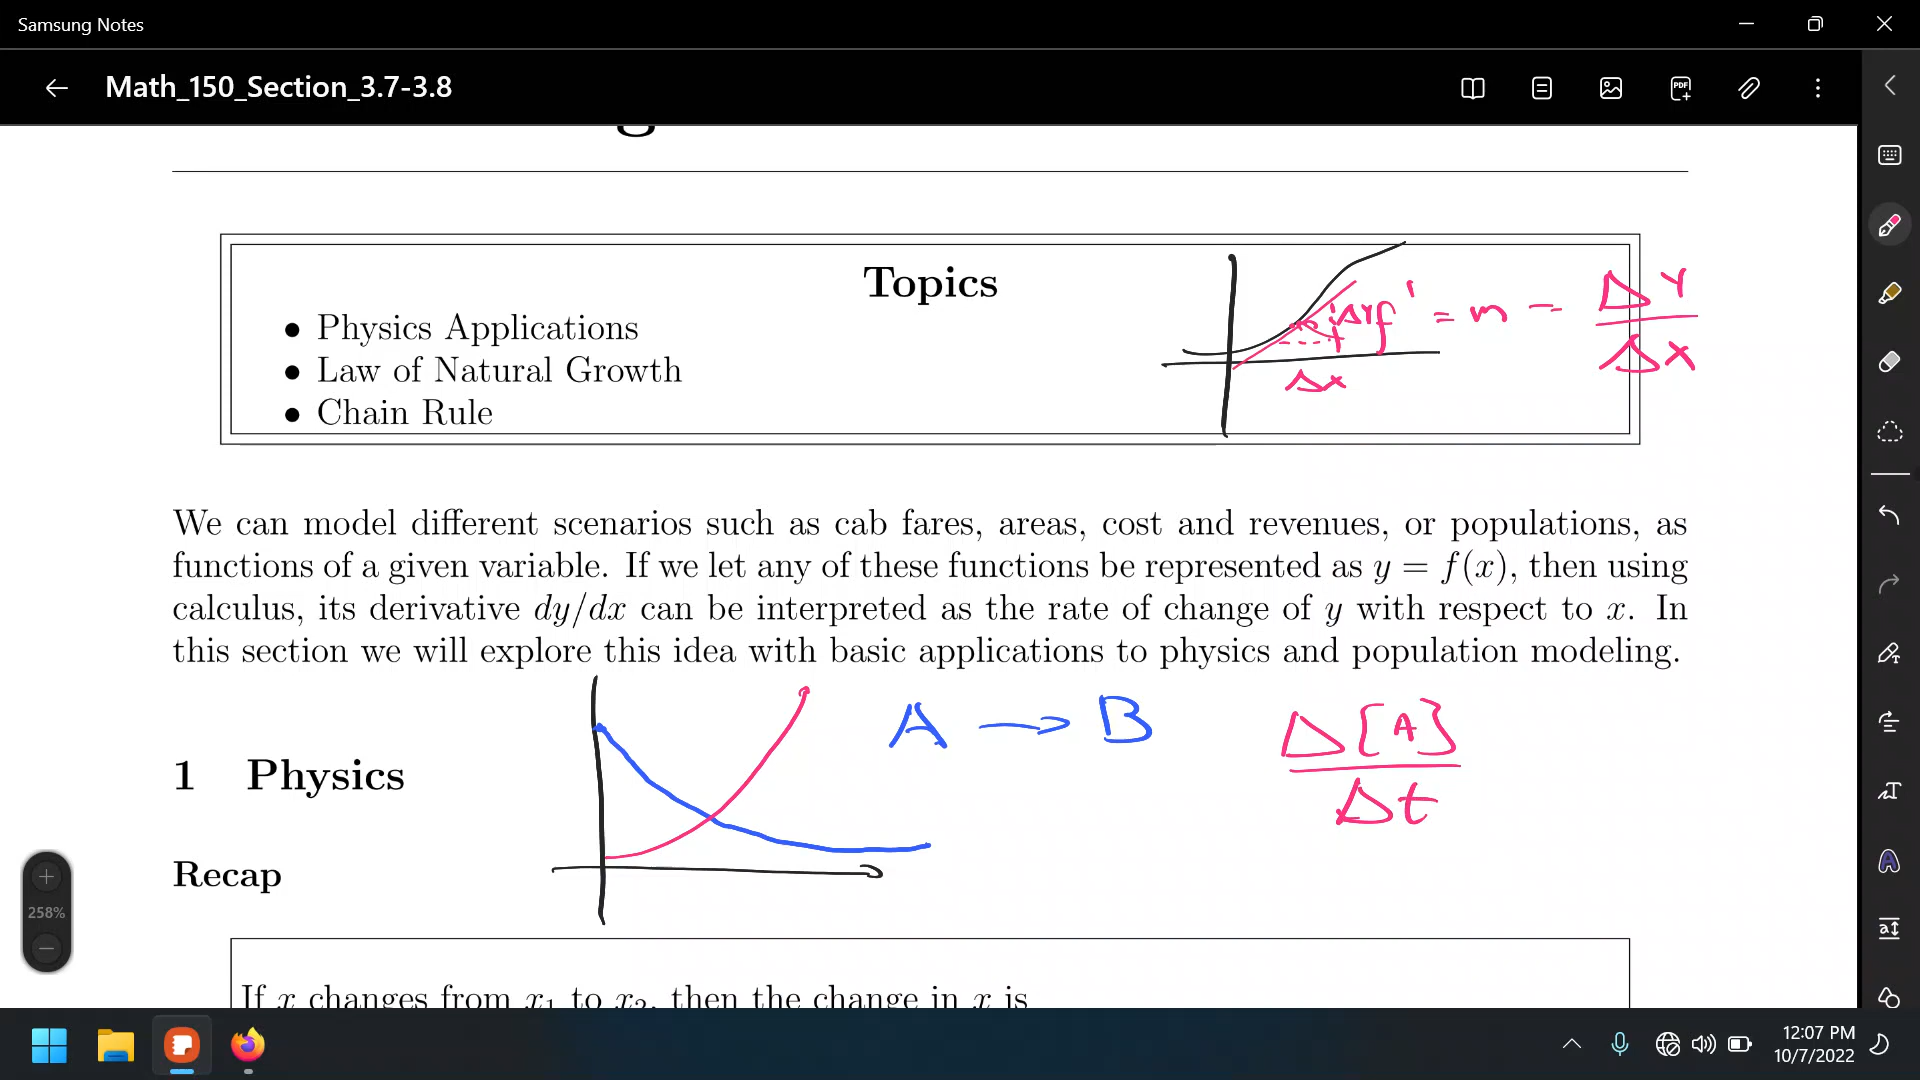 Samsung Notes
Math_150_Section_3.7-3.8
PDF
Topics
• Physics Applications
• Law of Natural Growth
• Chain Rule
ΔY f' = m = ΔY/ΔX
Δx
We can model different scenarios such as cab fares, areas, cost and revenues, or populations, as
functions of a given variable. If we let any of these functions be represented as y = f(x), then using
calculus, its derivative dy/dx can be interpreted as the rate of change of y with respect to x. In
this section we will explore this idea with basic applications to physics and population modeling.
A → B
Δ[A]/Δt
1 Physics
Recap
If x changes from x₁ to x₂, then the change in x is
258%
12:07 PM
10/7/2022